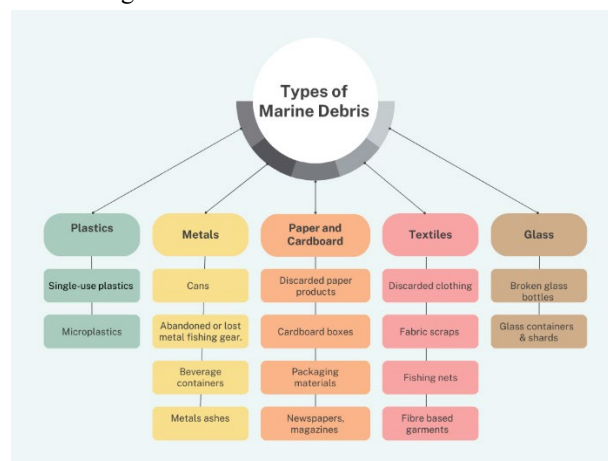 Types of
Marine Debris
Plastics
Single-use plastics
Microplastics
Metals
Cans
Abandoned or lost
metal fishing gear.
Beverage
containers
Metals ashes
Paper and
Cardboard
Discarded paper
products
Cardboard boxes
Packaging
materials
Newspapers,
magazines
Textiles
Discarded clothing
Fabric scraps
Fishing nets
Fibre based
garments
Glass
Broken glass
bottles
Glass containers
& shards